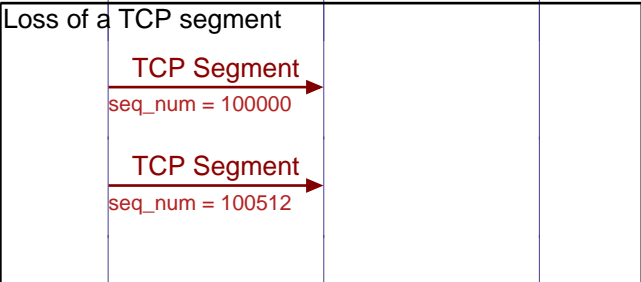 Loss of a TCP segment
TCP Segment
seq_num = 100000
TCP Segment
seq_num = 100512